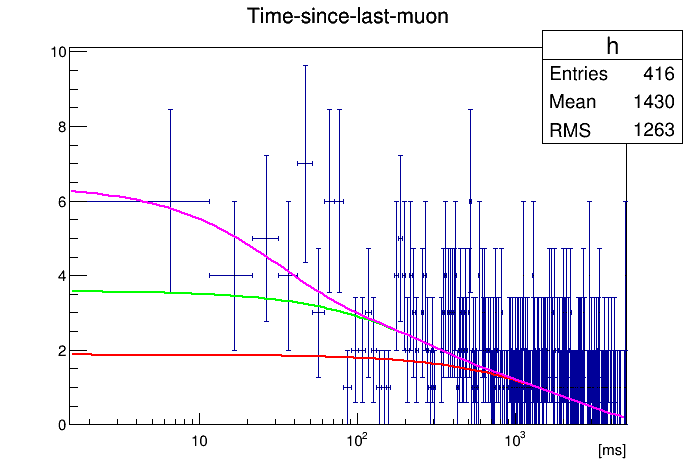 Time-since-last-muon
h
Entries 416
Mean 1430
RMS 1263
10
8
6
4
2
0
10 10² 10³
[ms]